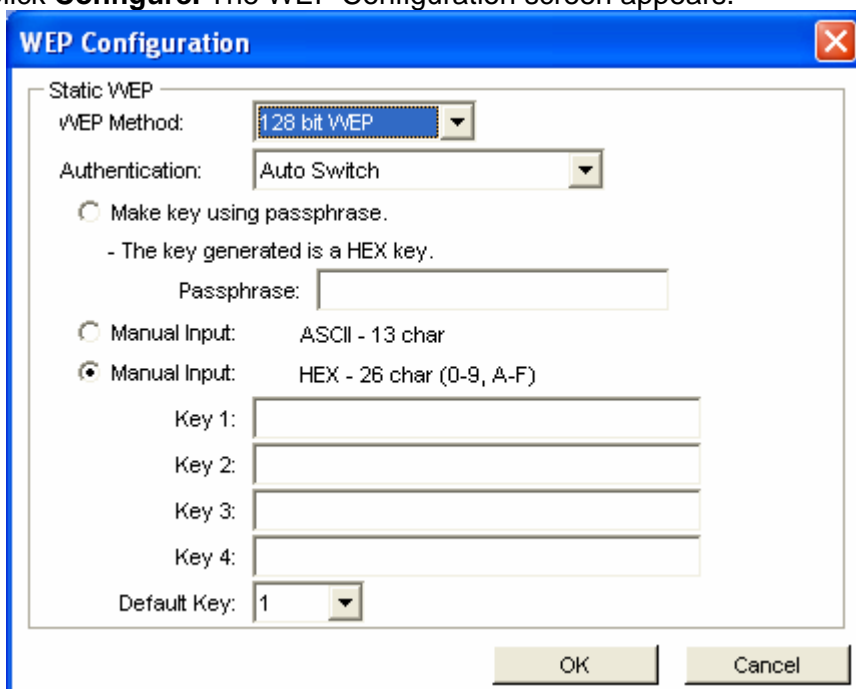 Click Configure. The WEP Configuration screen appears.
WEP Configuration
Static WEP
WEP Method: 128 bit WEP
Authentication: Auto Switch
Make key using passphrase.
- The key generated is a HEX key.
Passphrase:
Manual Input: ASCII - 13 char
Manual Input: HEX - 26 char (0-9, A-F)
Key 1:
Key 2:
Key 3:
Key 4:
Default Key: 1
OK Cancel